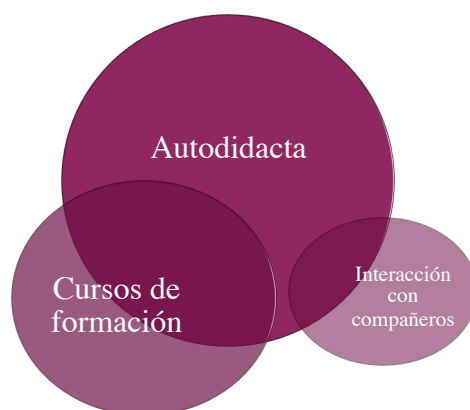 Autodidacta
Cursos de
formación
Interacción
con
compañeros